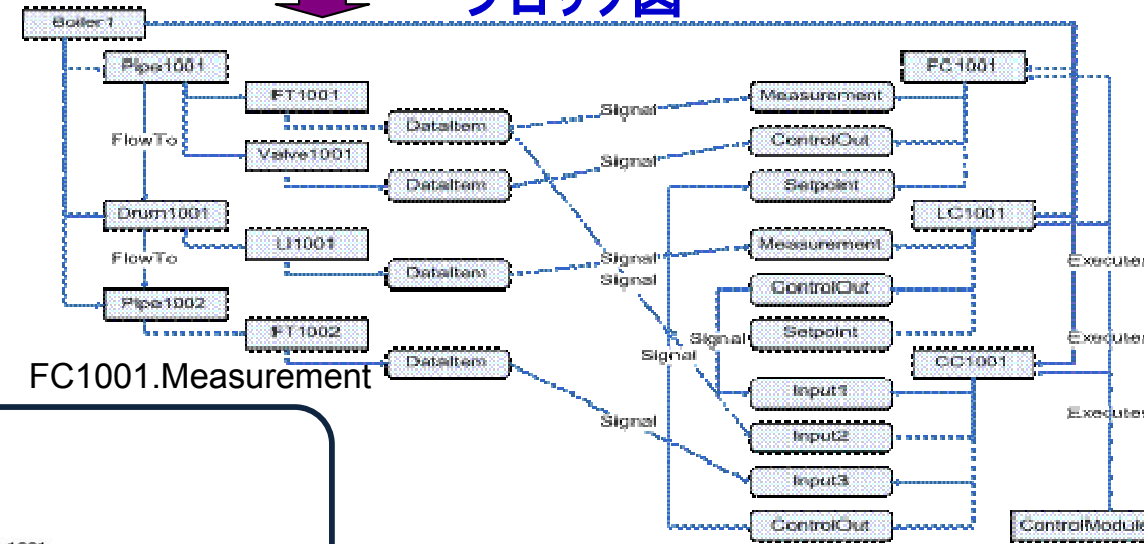 ブロック図
Boiler1
Pipe1001
FC1001
FT1001
Measurement
Signal
DataItem
FlowTo
ControlOut
Valve1001
Signal
DataItem
Setpoint
Drum1001
LC1001
LI1001
Measurement
FlowTo
Signal
Executes
DataItem
Signal
ControlOut
Pipe1002
FT1002
Setpoint
Signal
Executes
Signal
DataItem
CC1001
FC1001.Measurement
Input1
Executes
Signal
Input2
Input3
ControlOut
ControlModule